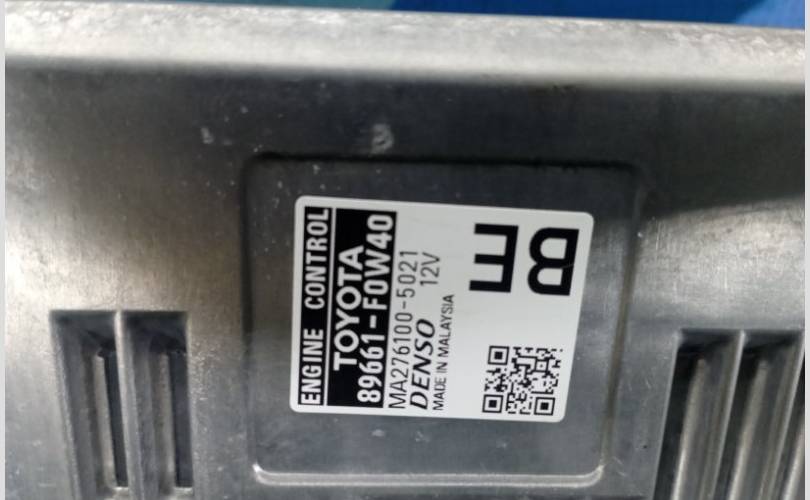 ENGINE CONTROL
TOYOTA
89661-F0W40
MA276100-5021
DENSO 12V
MADE IN MALAYSIA
BE